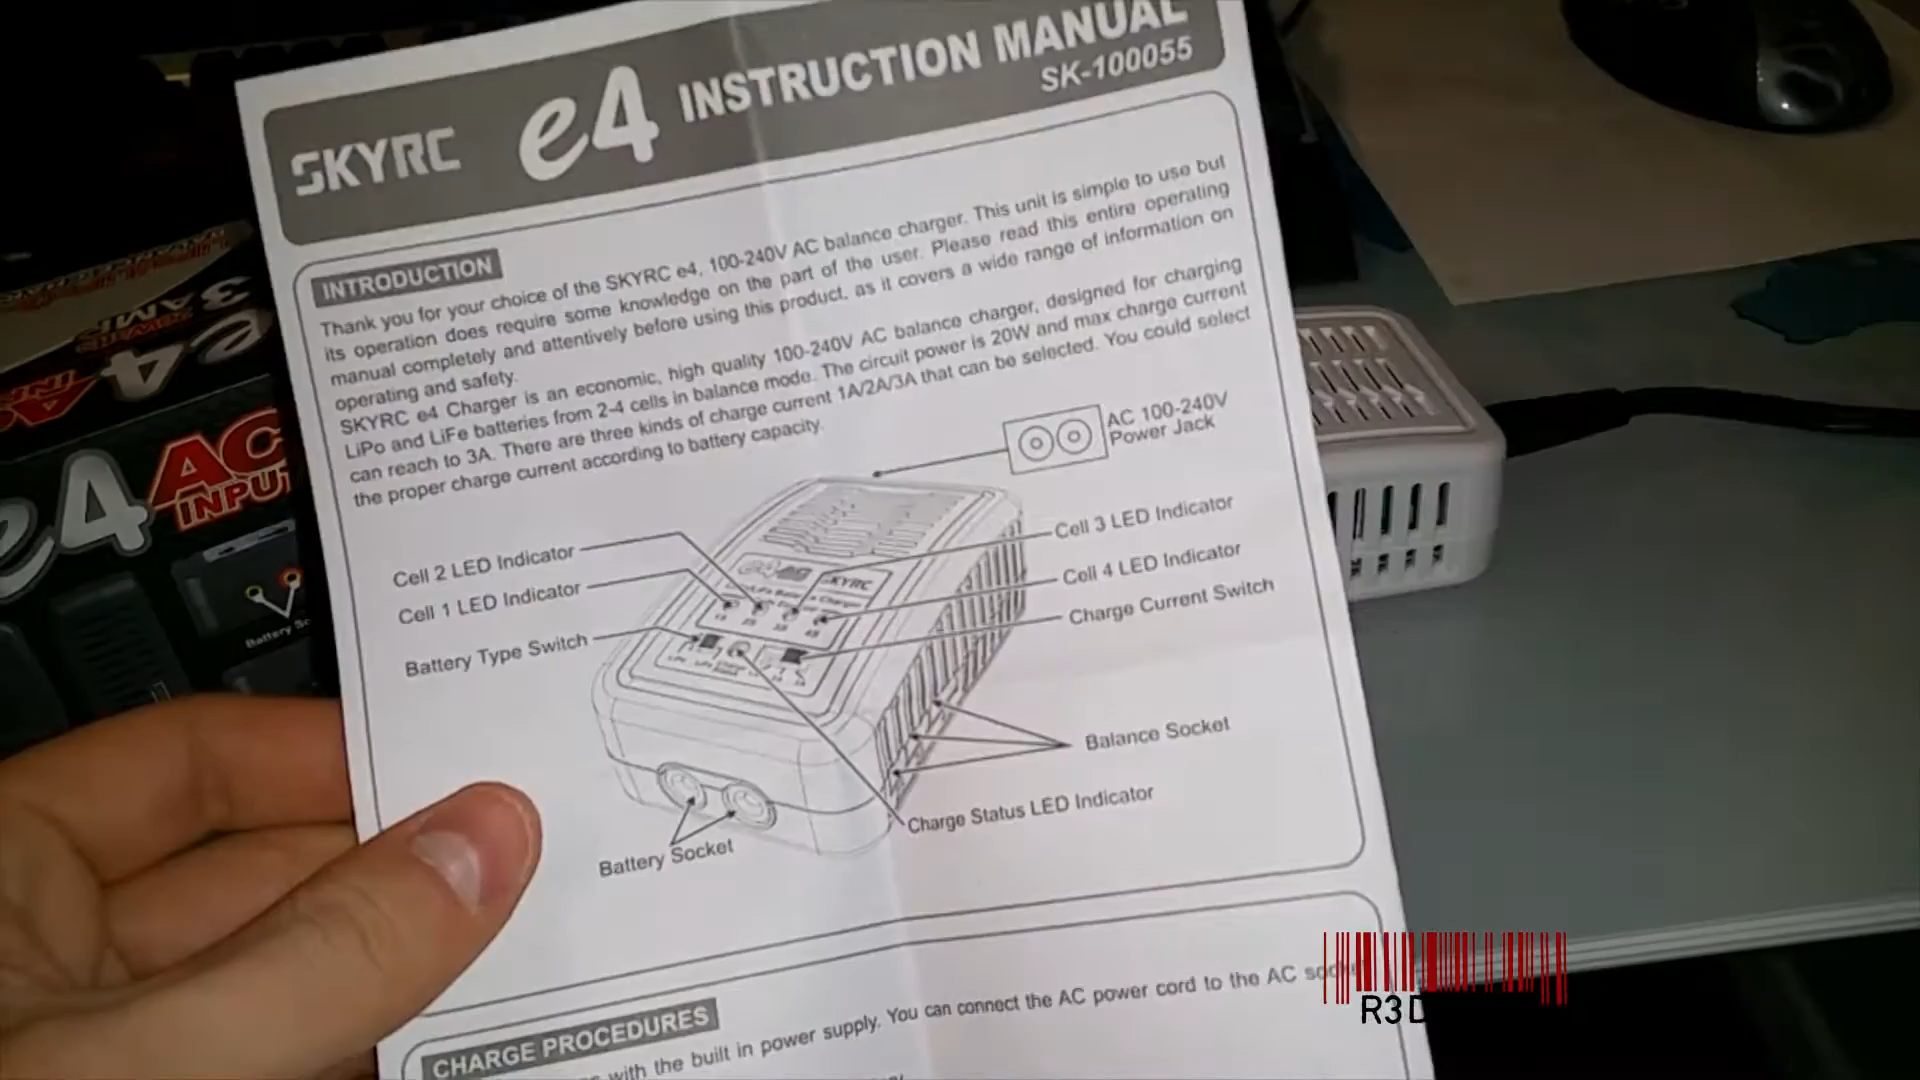 SKYRC e4 INSTRUCTION MANUAL
SK-100055
INTRODUCTION
Thank you for your choice of the SKYRC e4, 100-240V AC balance charger. This unit is simple to use but
its operation does require some knowledge on the part of the user. Please read this entire operating
manual completely and attentively before using this product, as it covers a wide range of information on
operating and safety.
SKYRC e4 Charger is an economic, high quality 100-240V AC balance charger, designed for charging
LiPo and LiFe batteries from 2-4 cells in balance mode. The circuit power is 20W and max charge current
can reach to 3A. There are three kinds of charge current 1A/2A/3A that can be selected. You could select
the proper charge current according to battery capacity.
AC 100-240V
Power Jack
Cell 2 LED Indicator
Cell 1 LED Indicator
Battery Type Switch
Cell 3 LED Indicator
Cell 4 LED Indicator
Charge Current Switch
SKYRC
Balance Socket
Charge Status LED Indicator
Battery Socket
CHARGE PROCEDURES
with the built in power supply. You can connect the AC power cord to the AC
3 AMP
e4
e4 AC
INPUT
Battery
R3D